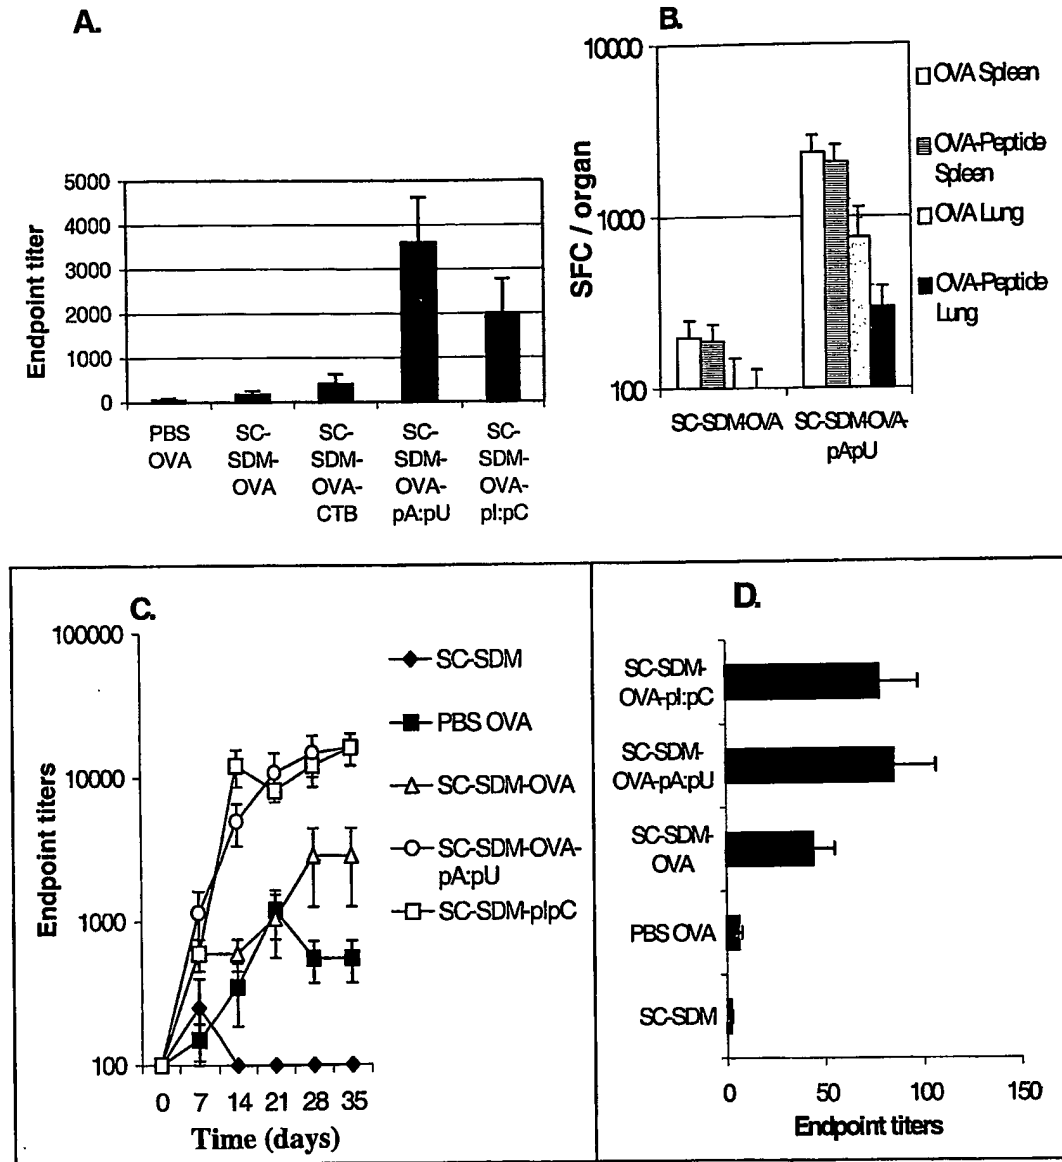 A.
Endpoint titer
5000
4000
3000
2000
1000
0
PBS
OVA
SC-
SDM-
OVA
SC-
SDM-
OVA-
CTB
SC-
SDM-
OVA-
pA:pU
SC-
SDM-
OVA-
pI:pC
B.
SFC / organ
10000
1000
100
SC-SDM-OVA
SC-SDM-OVA-
pA:pU
OVA Spleen
OVA-Peptide
Spleen
OVA Lung
OVA-Peptide
Lung
C.
Endpoint titers
100000
10000
1000
100
0 7 14 21 28 35
Time (days)
SC-SDM
PBS OVA
SC-SDM-OVA
SC-SDM-OVA-
pA:pU
SC-SDM-pIpC
D.
SC-SDM-
OVA-pI:pC
SC-SDM-
OVA-pA:pU
SC-SDM-
OVA
PBS OVA
SC-SDM
0 50 100 150
Endpoint titers